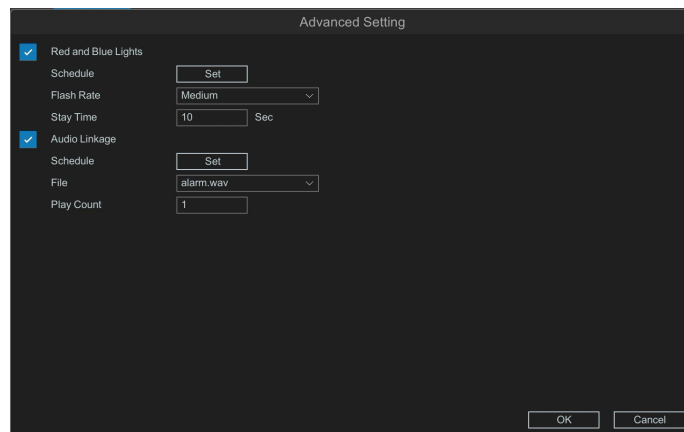 Advanced Setting
Red and Blue Lights
Schedule Set
Flash Rate Medium
Stay Time 10 Sec
Audio Linkage
Schedule Set
File alarm.wav
Play Count 1
OK Cancel